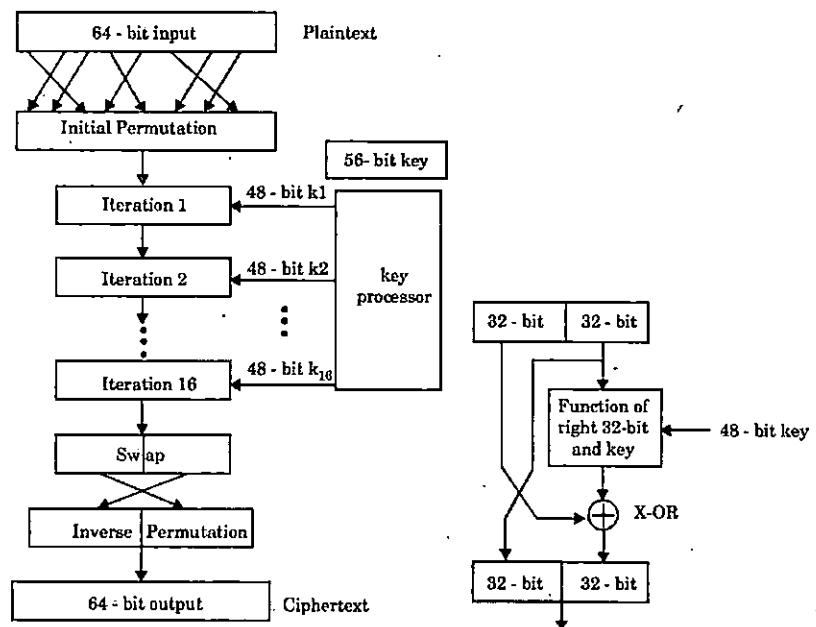 64 - bit input Plaintext
Initial Permutation
56- bit key
Iteration 1
48 - bit k1
Iteration 2
48 - bit k2
key
processor
Iteration 16
48 - bit k16
Swap
Inverse Permutation
64 - bit output Ciphertext
32 - bit 32 - bit
Function of
right 32-bit
and key
48 - bit key
X-OR
32 - bit 32 - bit